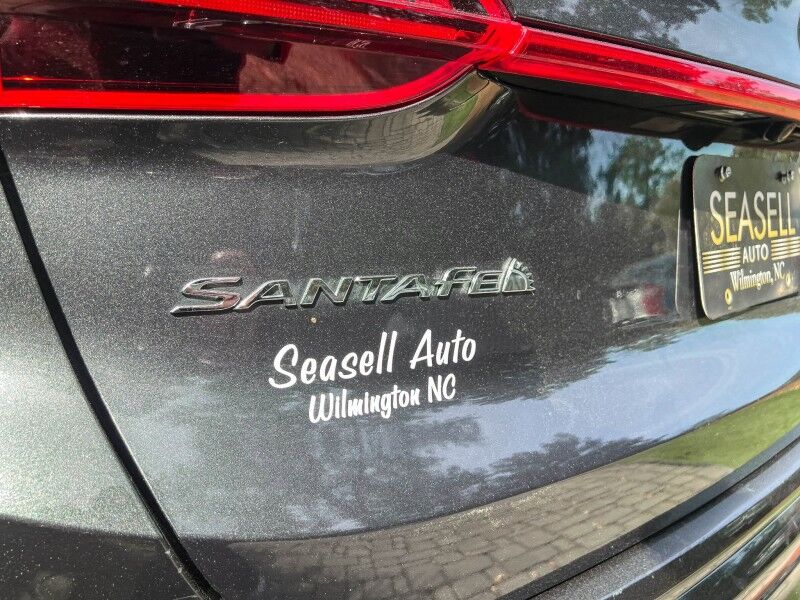 SANTA fE
Seasell Auto
Wilmington NC
SEASELL
AUTO
Wilmington, NC